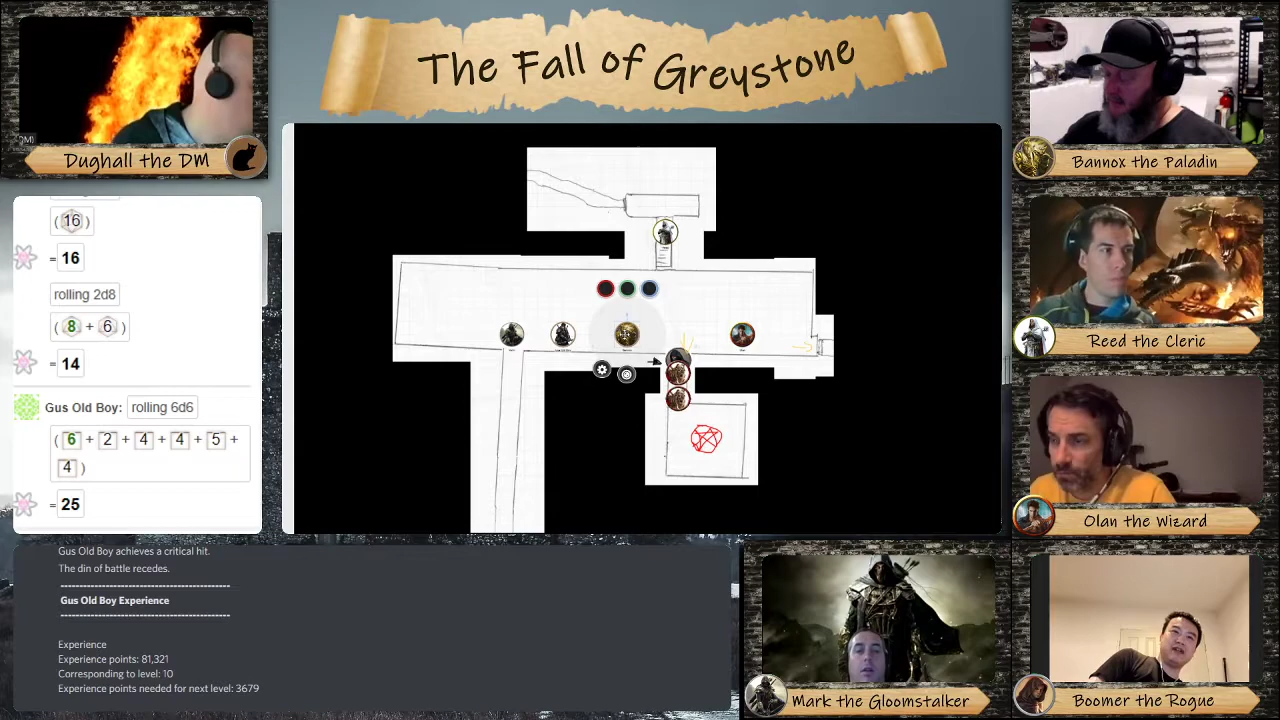 The Fall of Greystone
Dughall the DM
Bannox the Paladin
Reed the Cleric
Olan the Wizard
Mark the Gloomstalker
Boomer the Rogue
(16)
= 16
rolling 2d8
( 8 + 6 )
= 14
Gus Old Boy: rolling 6d6
( 6 + 2 + 4 + 4 + 5 +
4 )
= 25
Gus Old Boy achieves a critical hit.
The din of battle recedes.
---------------------------------------------
Gus Old Boy Experience
---------------------------------------------
Experience
Experience points: 81,321
Corresponding to level: 10
Experience points needed for next level: 3679